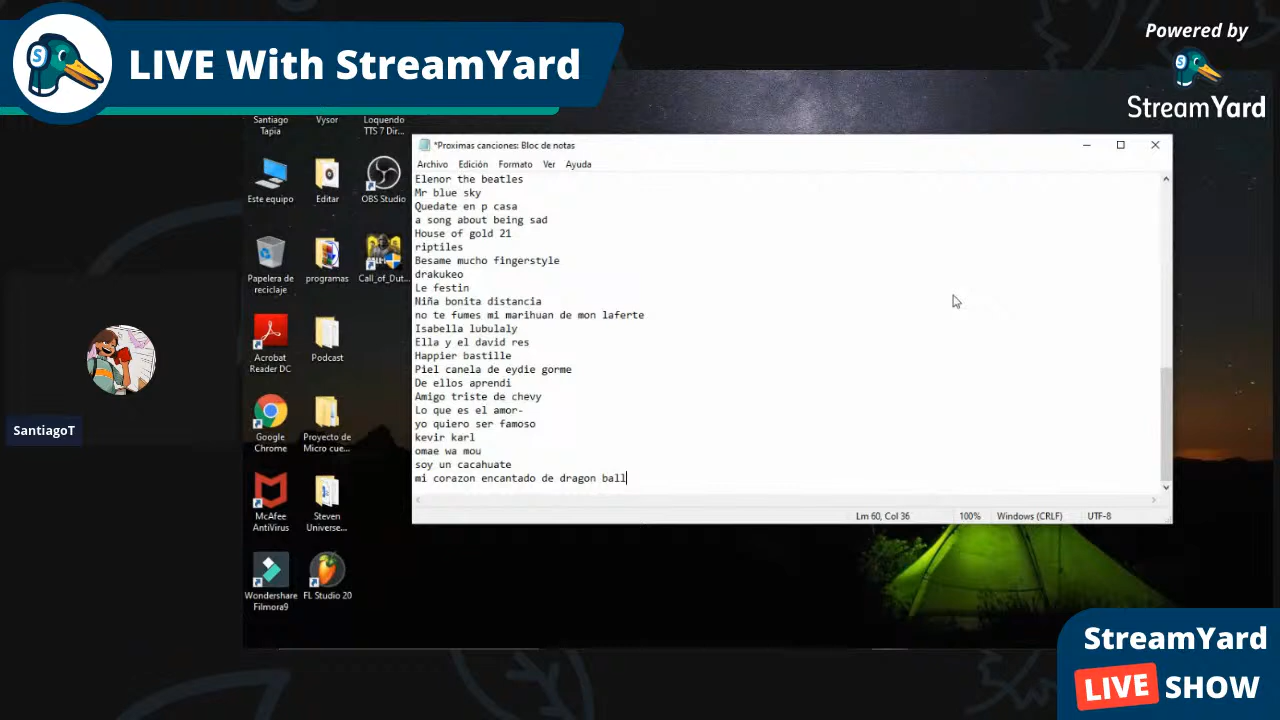 LIVE With StreamYard
Powered by
StreamYard
Santiago
Tapia
Vysor
Loquendo
TTS 7 Dir...
Este equipo
Editar
OBS Studio
Papelera de
reciclaje
programas
Call_of_Dut...
Acrobat
Reader DC
Podcast
Google
Chrome
Proyecto de
Micro cue...
McAfee
AntiVirus
Steven
Universe...
Wondershare
Filmora9
FL Studio 20
*Proximas canciones: Bloc de notas
Archivo Edición Formato Ver Ayuda
Elenor the beatles
Mr blue sky
Quedate en p casa
a song about being sad
House of gold 21
riptiles
Besame mucho fingerstyle
drakukeo
Le festin
Niña bonita distancia
no te fumes mi marihuan de mon laferte
Isabella lubulaly
Ella y el david res
Happier bastille
Piel canela de eydie gorme
De ellos aprendi
Amigo triste de chevy
Lo que es el amor-
yo quiero ser famoso
kevir karl
omae wa mou
soy un cacahuate
mi corazon encantado de dragon ball
Lm 60, Col 36 100% Windows (CRLF) UTF-8
SantiagoT
StreamYard
LIVE SHOW